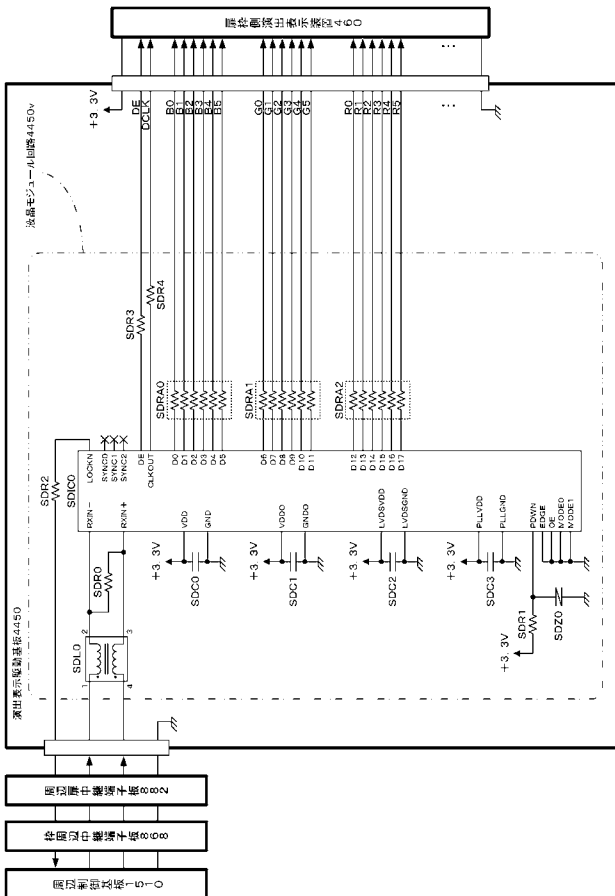 扉枠側演出表示装置460
+3.3V
DE
DCLK
B0
B1
B2
B3
B4
B5
G0
G1
G2
G3
G4
G5
R0
R1
R2
R3
R4
R5
液晶モジュール回路4450v
SDR3
SDR4
SDRA0
SDRA1
SDRA2
SDR2
SDIC0
LOCKN
SYNC0
SYNC1
SYNC2
DE
CLKOUT
D0
D1
D2
D3
D4
D5
D6
D7
D8
D9
D10
D11
D12
D13
D14
D15
D16
D17
RXIN-
RXIN+
VDD
GND
VDDO
GNDO
LVDSVDD
LVDSGND
PLLVDD
PLLGND
PDWN
EDGE
OE
MODE0
MODE1
SDR0
+3.3V
SDC0
+3.3V
SDC1
+3.3V
SDC2
+3.3V
SDC3
SDR1
+3.3V
SDZ0
SDL0
1
2
3
4
演出表示駆動基板4450
周辺扉中継端子板882
枠周辺中継端子板868
周辺制御基板1510